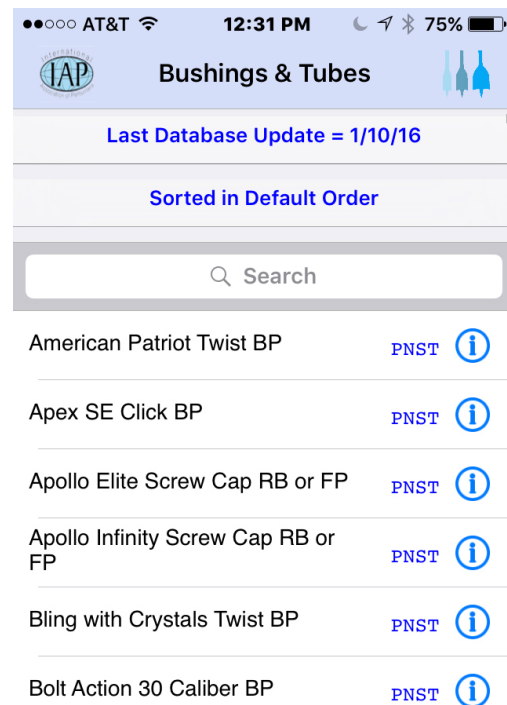 AT&T 12:31 PM 75%
International
IAP
Bushings & Tubes
Last Database Update = 1/10/16
Sorted in Default Order
Search
American Patriot Twist BP PNST
Apex SE Click BP PNST
Apollo Elite Screw Cap RB or FP PNST
Apollo Infinity Screw Cap RB or
FP PNST
Bling with Crystals Twist BP PNST
Bolt Action 30 Caliber BP PNST